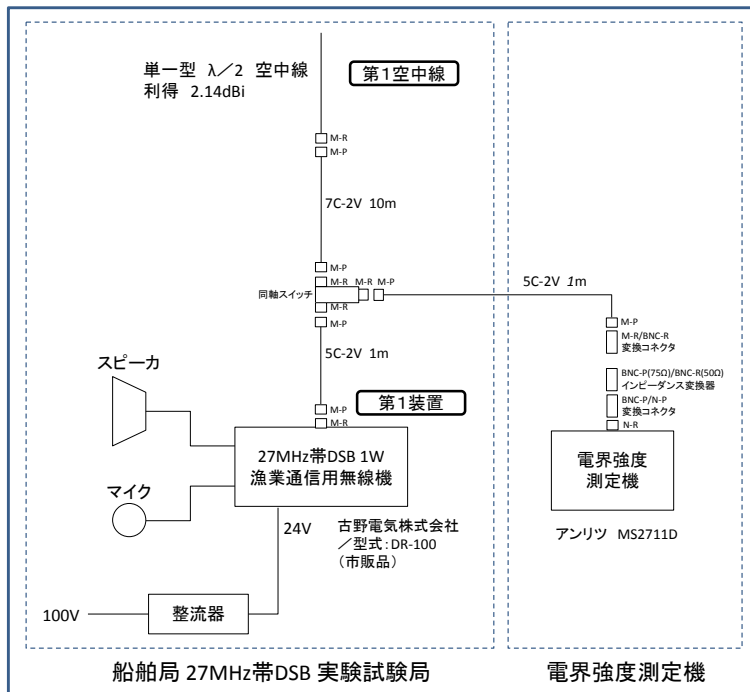 単一型 λ／2 空中線
利得 2.14dBi
第1空中線
M-R
M-P
7C-2V 10m
M-P
M-R M-R M-P
同軸スイッチ
M-R
M-P
5C-2V 1m
5C-2V 1m
M-P
M-R/BNC-R
変換コネクタ
BNC-P(75Ω)/BNC-R(50Ω)
インピーダンス変換器
BNC-P/N-P
変換コネクタ
N-R
スピーカ
第1装置
M-P
M-R
27MHz帯DSB 1W
漁業通信用無線機
電界強度
測定機
マイク
24V
古野電気株式会社
／型式：DR-100
（市販品）
アンリツ MS2711D
100V
整流器
船舶局 27MHz帯DSB 実験試験局
電界強度測定機